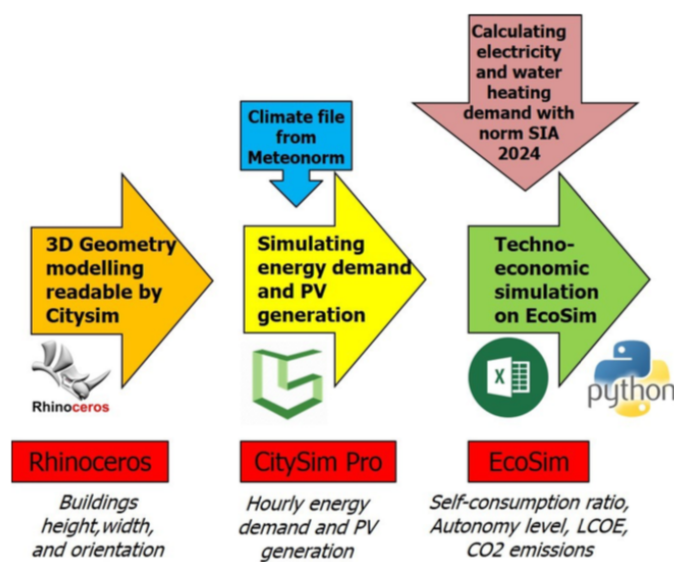 Calculating
electricity
and water
heating
demand with
norm SIA
2024
Climate file
from
Meteonorm
3D Geometry
modelling
readable by
Citysim
Simulating
energy demand
and PV
generation
Techno-
economic
simulation
on EcoSim
Rhinoceros
X
python
Rhinoceros
CitySim Pro
EcoSim
Buildings
height,width,
and orientation
Hourly energy
demand and PV
generation
Self-consumption ratio,
Autonomy level, LCOE,
CO2 emissions